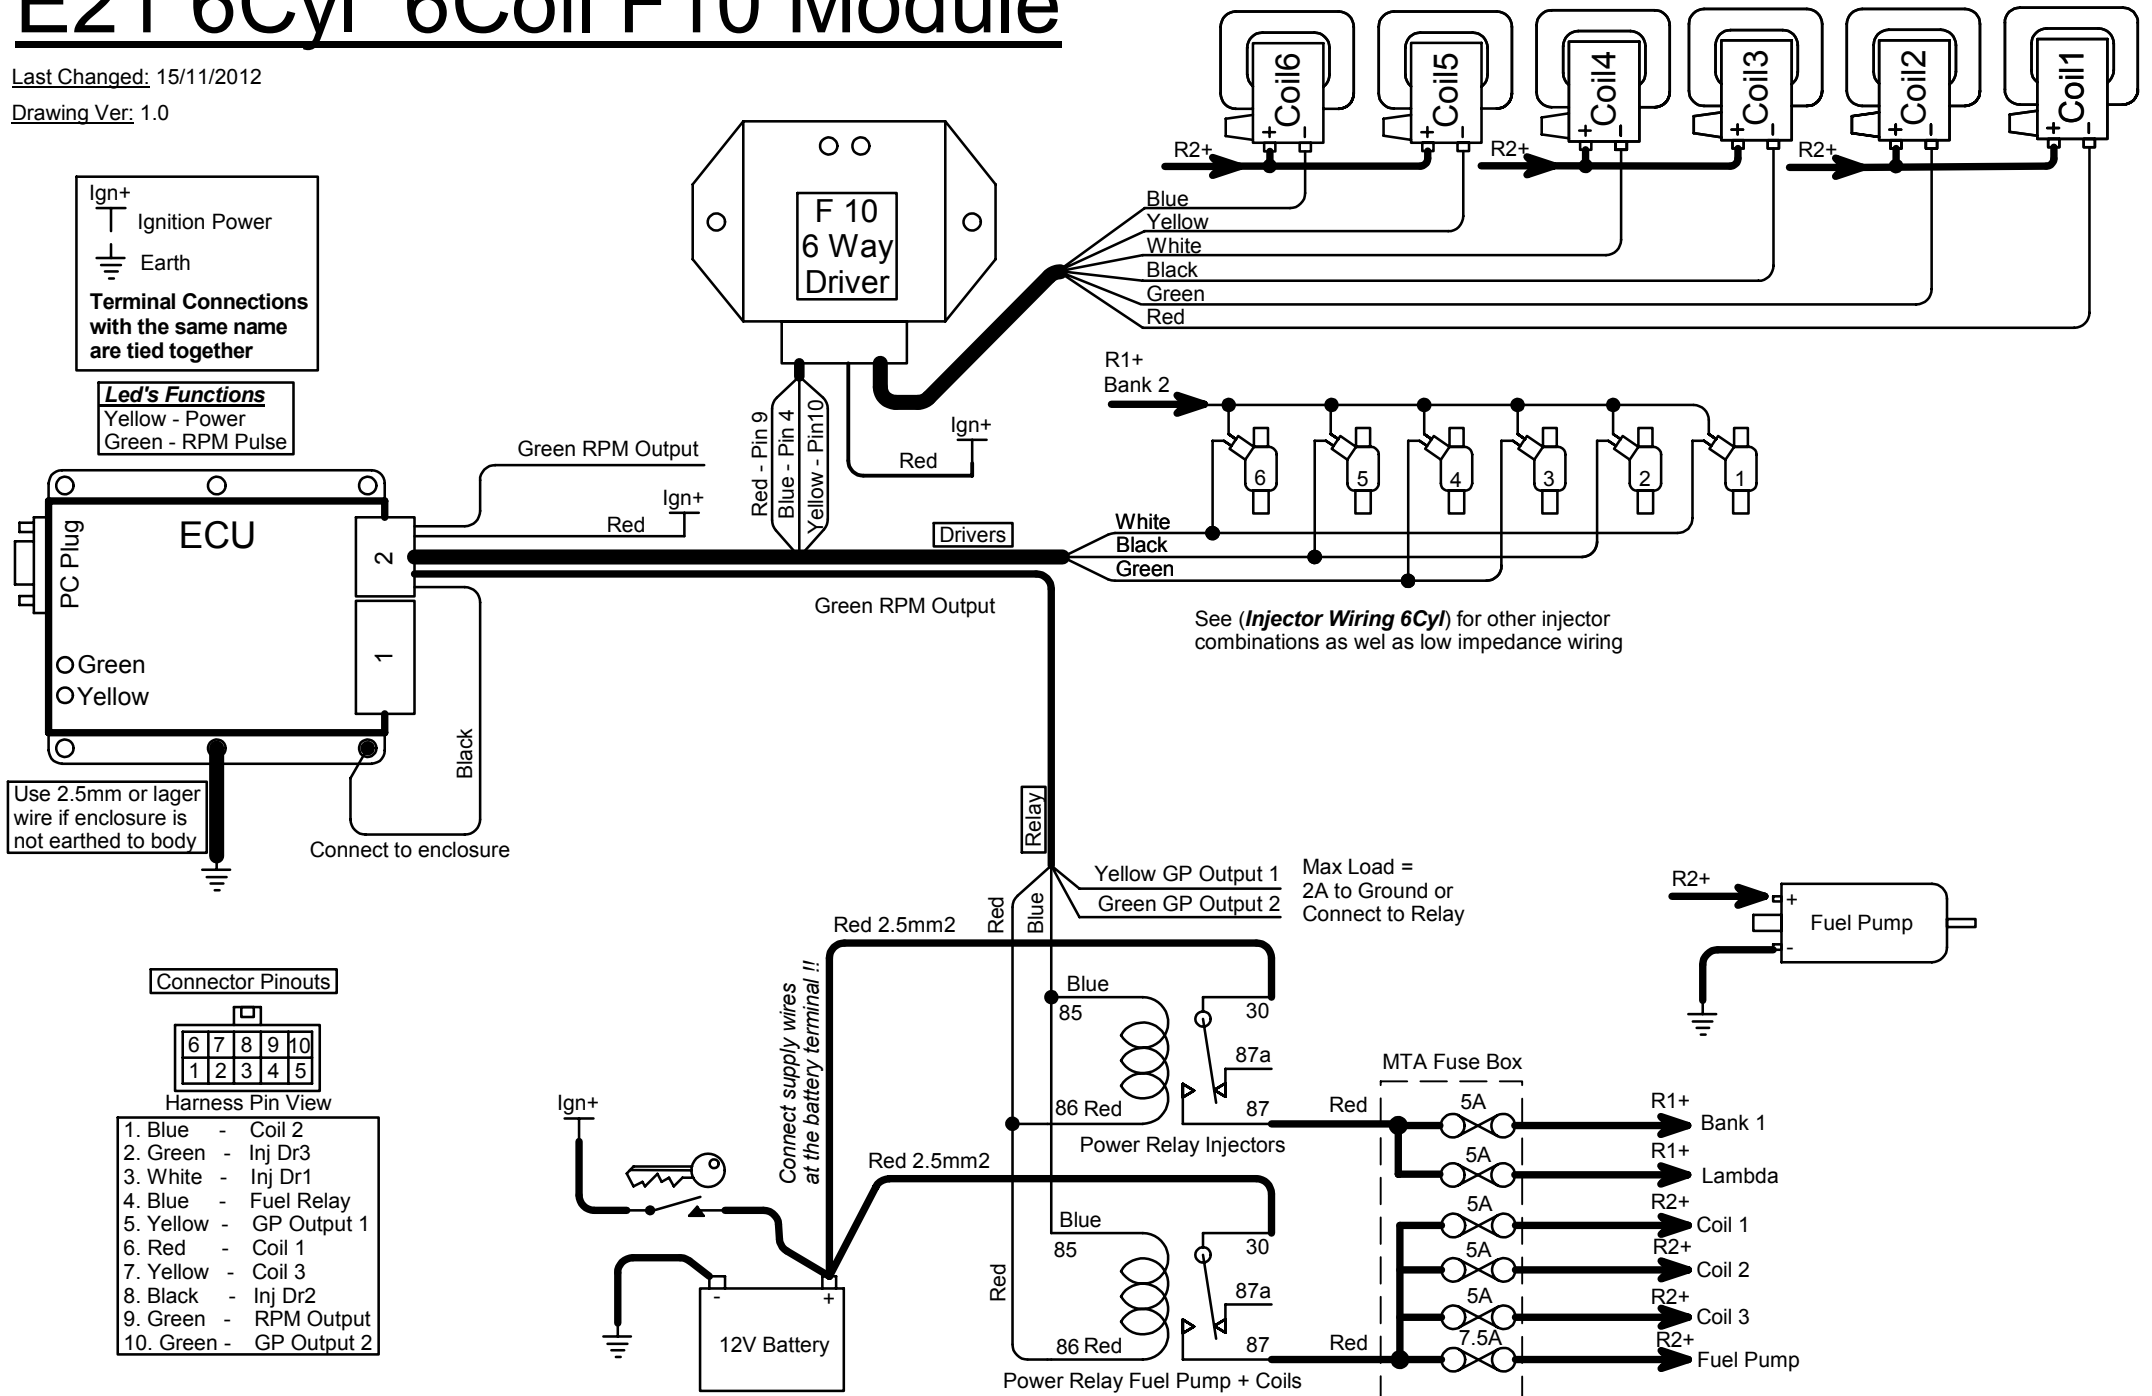 E21 6Cyl 6Coil F10 Module
Last Changed: 15/11/2012
Drawing Ver: 1.0
Ign+
Ignition Power
Earth
Terminal Connections
with the same name
are tied together
Led's Functions
Yellow - Power
Green - RPM Pulse
F 10
6 Way
Driver
Coil6
+ -
Coil5
+ -
Coil4
+ -
Coil3
+ -
Coil2
+ -
Coil1
+ -
R2+
R2+
R2+
Blue
Yellow
White
Black
Green
Red
R1+
Bank 2
6
5
4
3
2
1
White
Black
Green
See (Injector Wiring 6Cyl) for other injector
combinations as wel as low impedance wiring
Red - Pin 9
Blue - Pin 4
Yellow - Pin10
Ign+
Red
Green RPM Output
Ign+
Red
Drivers
Green RPM Output
ECU
PC Plug
2
1
Green
Yellow
Black
Use 2.5mm or lager
wire if enclosure is
not earthed to body
Connect to enclosure
Relay
Yellow GP Output 1
Green GP Output 2
Max Load =
2A to Ground or
Connect to Relay
Red
Blue
R2+
+
-
Fuel Pump
Connector Pinouts
6 7 8 9 10
1 2 3 4 5
Harness Pin View
1. Blue - Coil 2
2. Green - Inj Dr3
3. White - Inj Dr1
4. Blue - Fuel Relay
5. Yellow - GP Output 1
6. Red - Coil 1
7. Yellow - Coil 3
8. Black - Inj Dr2
9. Green - RPM Output
10. Green - GP Output 2
Red 2.5mm2
Connect supply wires
at the battery terminal !!
Blue
85
30
87a
86 Red
87
Red
Power Relay Injectors
Ign+
Red 2.5mm2
- +
12V Battery
Red
Blue
85
30
87a
86 Red
87
Red
Power Relay Fuel Pump + Coils
MTA Fuse Box
5A
R1+
Bank 1
5A
R1+
Lambda
5A
R2+
Coil 1
5A
R2+
Coil 2
5A
R2+
Coil 3
7.5A
R2+
Fuel Pump